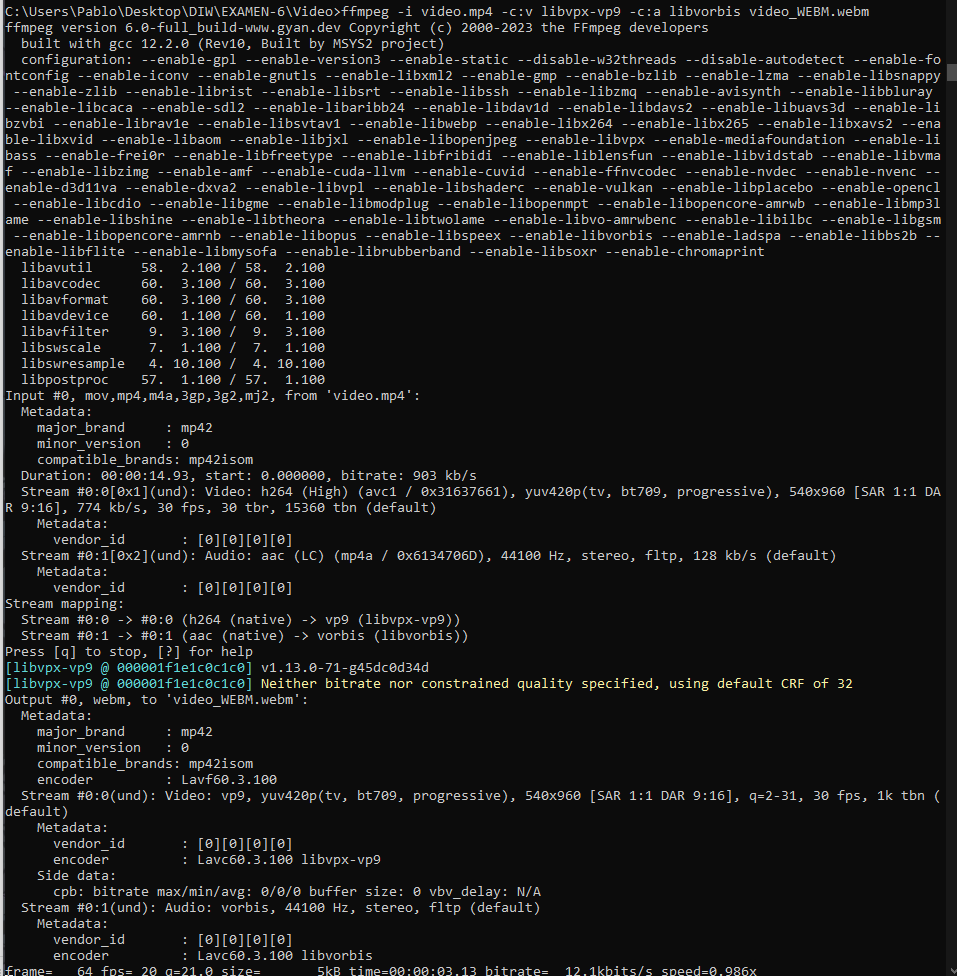 C:\Users\Pablo\Desktop\DIW\EXAMEN-6\Video>ffmpeg -i video.mp4 -c:v libvpx-vp9 -c:a libvorbis video_WEBM.webm
ffmpeg version 6.0-full_build-www.gyan.dev Copyright (c) 2000-2023 the FFmpeg developers
  built with gcc 12.2.0 (Rev10, Built by MSYS2 project)
  configuration: --enable-gpl --enable-version3 --enable-static --disable-w32threads --disable-autodetect --enable-fo
ntconfig --enable-iconv --enable-gnutls --enable-libxml2 --enable-gmp --enable-bzlib --enable-lzma --enable-libsnappy
 --enable-zlib --enable-librist --enable-libsrt --enable-libssh --enable-libzmq --enable-avisynth --enable-libbluray
--enable-libcaca --enable-sdl2 --enable-libaribb24 --enable-libdav1d --enable-libdavs2 --enable-libuavs3d --enable-li
bzvbi --enable-librav1e --enable-libsvtav1 --enable-libwebp --enable-libx264 --enable-libx265 --enable-libxavs2 --ena
ble-libxvid --enable-libaom --enable-libjxl --enable-libopenjpeg --enable-libvpx --enable-mediafoundation --enable-li
bass --enable-frei0r --enable-libfreetype --enable-libfribidi --enable-liblensfun --enable-libvidstab --enable-libvma
f --enable-libzimg --enable-amf --enable-cuda-llvm --enable-cuvid --enable-ffnvcodec --enable-nvdec --enable-nvenc --
enable-d3d11va --enable-dxva2 --enable-libvpl --enable-libshaderc --enable-vulkan --enable-libplacebo --enable-opencl
 --enable-libcdio --enable-libgme --enable-libmodplug --enable-libopenmpt --enable-libopencore-amrwb --enable-libmp3l
ame --enable-libshine --enable-libtheora --enable-libtwolame --enable-libvo-amrwbenc --enable-libilbc --enable-libgsm
 --enable-libopencore-amrnb --enable-libopus --enable-libspeex --enable-libvorbis --enable-ladspa --enable-libbs2b --
enable-libflite --enable-libmysofa --enable-librubberband --enable-libsoxr --enable-chromaprint
  libavutil      58.  2.100 / 58.  2.100
  libavcodec     60.  3.100 / 60.  3.100
  libavformat    60.  3.100 / 60.  3.100
  libavdevice    60.  1.100 / 60.  1.100
  libavfilter     9.  3.100 /  9.  3.100
  libswscale      7.  1.100 /  7.  1.100
  libswresample   4. 10.100 /  4. 10.100
  libpostproc    57.  1.100 / 57.  1.100
Input #0, mov,mp4,m4a,3gp,3g2,mj2, from 'video.mp4':
  Metadata:
    major_brand     : mp42
    minor_version   : 0
    compatible_brands: mp42isom
  Duration: 00:00:14.93, start: 0.000000, bitrate: 903 kb/s
  Stream #0:0[0x1](und): Video: h264 (High) (avc1 / 0x31637661), yuv420p(tv, bt709, progressive), 540x960 [SAR 1:1 DA
R 9:16], 774 kb/s, 30 fps, 30 tbr, 15360 tbn (default)
    Metadata:
      vendor_id       : [0][0][0][0]
  Stream #0:1[0x2](und): Audio: aac (LC) (mp4a / 0x6134706D), 44100 Hz, stereo, fltp, 128 kb/s (default)
    Metadata:
      vendor_id       : [0][0][0][0]
Stream mapping:
  Stream #0:0 -> #0:0 (h264 (native) -> vp9 (libvpx-vp9))
  Stream #0:1 -> #0:1 (aac (native) -> vorbis (libvorbis))
Press [q] to stop, [?] for help
[libvpx-vp9 @ 000001f1e1c0c1c0] v1.13.0-71-g45dc0d34d
[libvpx-vp9 @ 000001f1e1c0c1c0] Neither bitrate nor constrained quality specified, using default CRF of 32
Output #0, webm, to 'video_WEBM.webm':
  Metadata:
    major_brand     : mp42
    minor_version   : 0
    compatible_brands: mp42isom
    encoder         : Lavf60.3.100
  Stream #0:0(und): Video: vp9, yuv420p(tv, bt709, progressive), 540x960 [SAR 1:1 DAR 9:16], q=2-31, 30 fps, 1k tbn (
default)
    Metadata:
      vendor_id       : [0][0][0][0]
      encoder         : Lavc60.3.100 libvpx-vp9
    Side data:
      cpb: bitrate max/min/avg: 0/0/0 buffer size: 0 vbv_delay: N/A
  Stream #0:1(und): Audio: vorbis, 44100 Hz, stereo, fltp (default)
    Metadata:
      vendor_id       : [0][0][0][0]
      encoder         : Lavc60.3.100 libvorbis
frame=   64 fps= 20 q=21.0 size=       5kB time=00:00:03.13 bitrate=  12.1kbits/s speed=0.986x